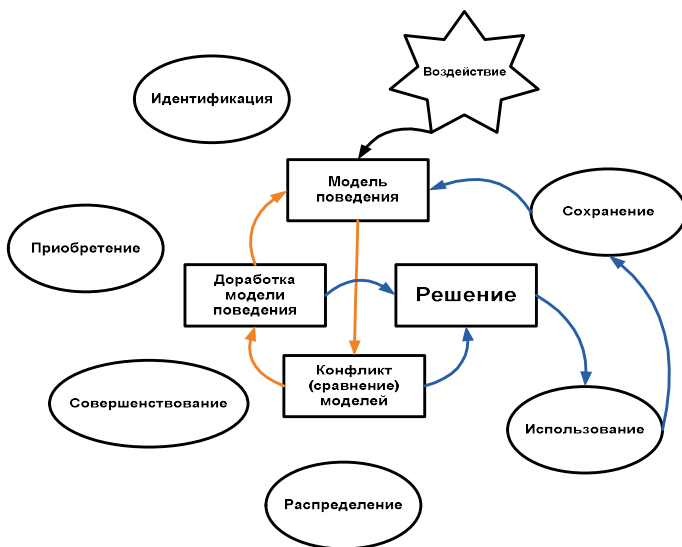 Воздействие
Идентификация
Модель
поведения
Сохранение
Приобретение
Доработка
модели
поведения
Решение
Конфликт
(сравнение)
моделей
Совершенствование
Использование
Распределение